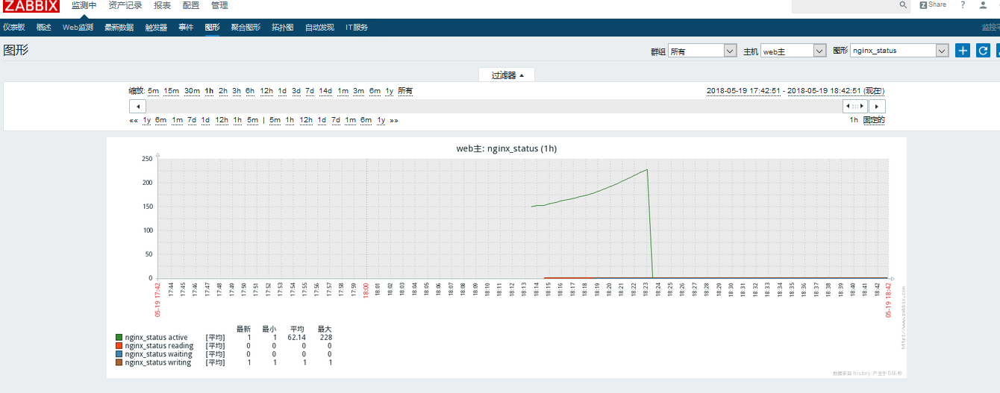 ZABBIX 监测中 资产记录 报表 配置 管理 Z Share ?
仪表板 概述 Web监测 最新数据 触发器 事件 图形 聚合图形 拓扑图 自动发现 IT服务 监控
图形 群组 所有 主机 web主 图形 nginx_status
过滤器
缩放: 5m 15m 30m 1h 2h 3h 6h 12h 1d 3d 7d 14d 1m 3m 6m 1y 所有 2018-05-19 17:42:51 - 2018-05-19 18:42:51 (现在!)
«« 1y 6m 1m 7d 1d 12h 1h 5m | 5m 1h 12h 1d 7d 1m 6m 1y »» 1h 固定的
web主: nginx_status (1h)
250
200
150
100
50
0
05-19 17:42 17:44 17:45 17:46 17:47 17:48 17:49 17:50 17:51 17:52 17:53 17:54 17:55 17:56 17:57 17:58 17:59 18:00 18:01 18:02 18:03 18:04 18:05 18:06 18:07 18:08 18:09 18:10 18:11 18:12 18:13 18:14 18:15 18:16 18:17 18:18 18:19 18:20 18:21 18:22 18:23 18:24 18:25 18:26 18:27 18:28 18:29 18:30 18:31 18:32 18:33 18:34 18:35 18:36 18:37 18:38 18:39 18:40 18:41 18:42 05-19 18:42
http://www.zabbix.com
最新 最小 平均 最大
nginx_status active [平均] 1 1 62.14 228
nginx_status reading [平均] 0 0 0 0
nginx_status waiting [平均] 0 0 0 0
nginx_status writing [平均] 1 1 1 1
数据来自 history. 产生于 0.66 秒